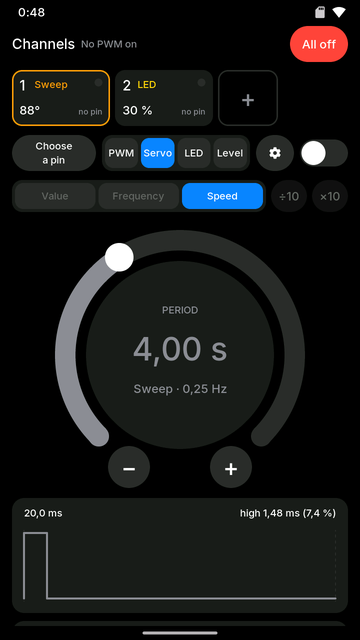 0:48
Channels No PWM on
All off
1 Sweep
88° no pin
2 LED
30 % no pin
+
Choose
a pin
PWM Servo LED Level
Value Frequency Speed ÷10 ×10
PERIOD
4,00 s
Sweep · 0,25 Hz
− +
20,0 ms high 1,48 ms (7,4 %)